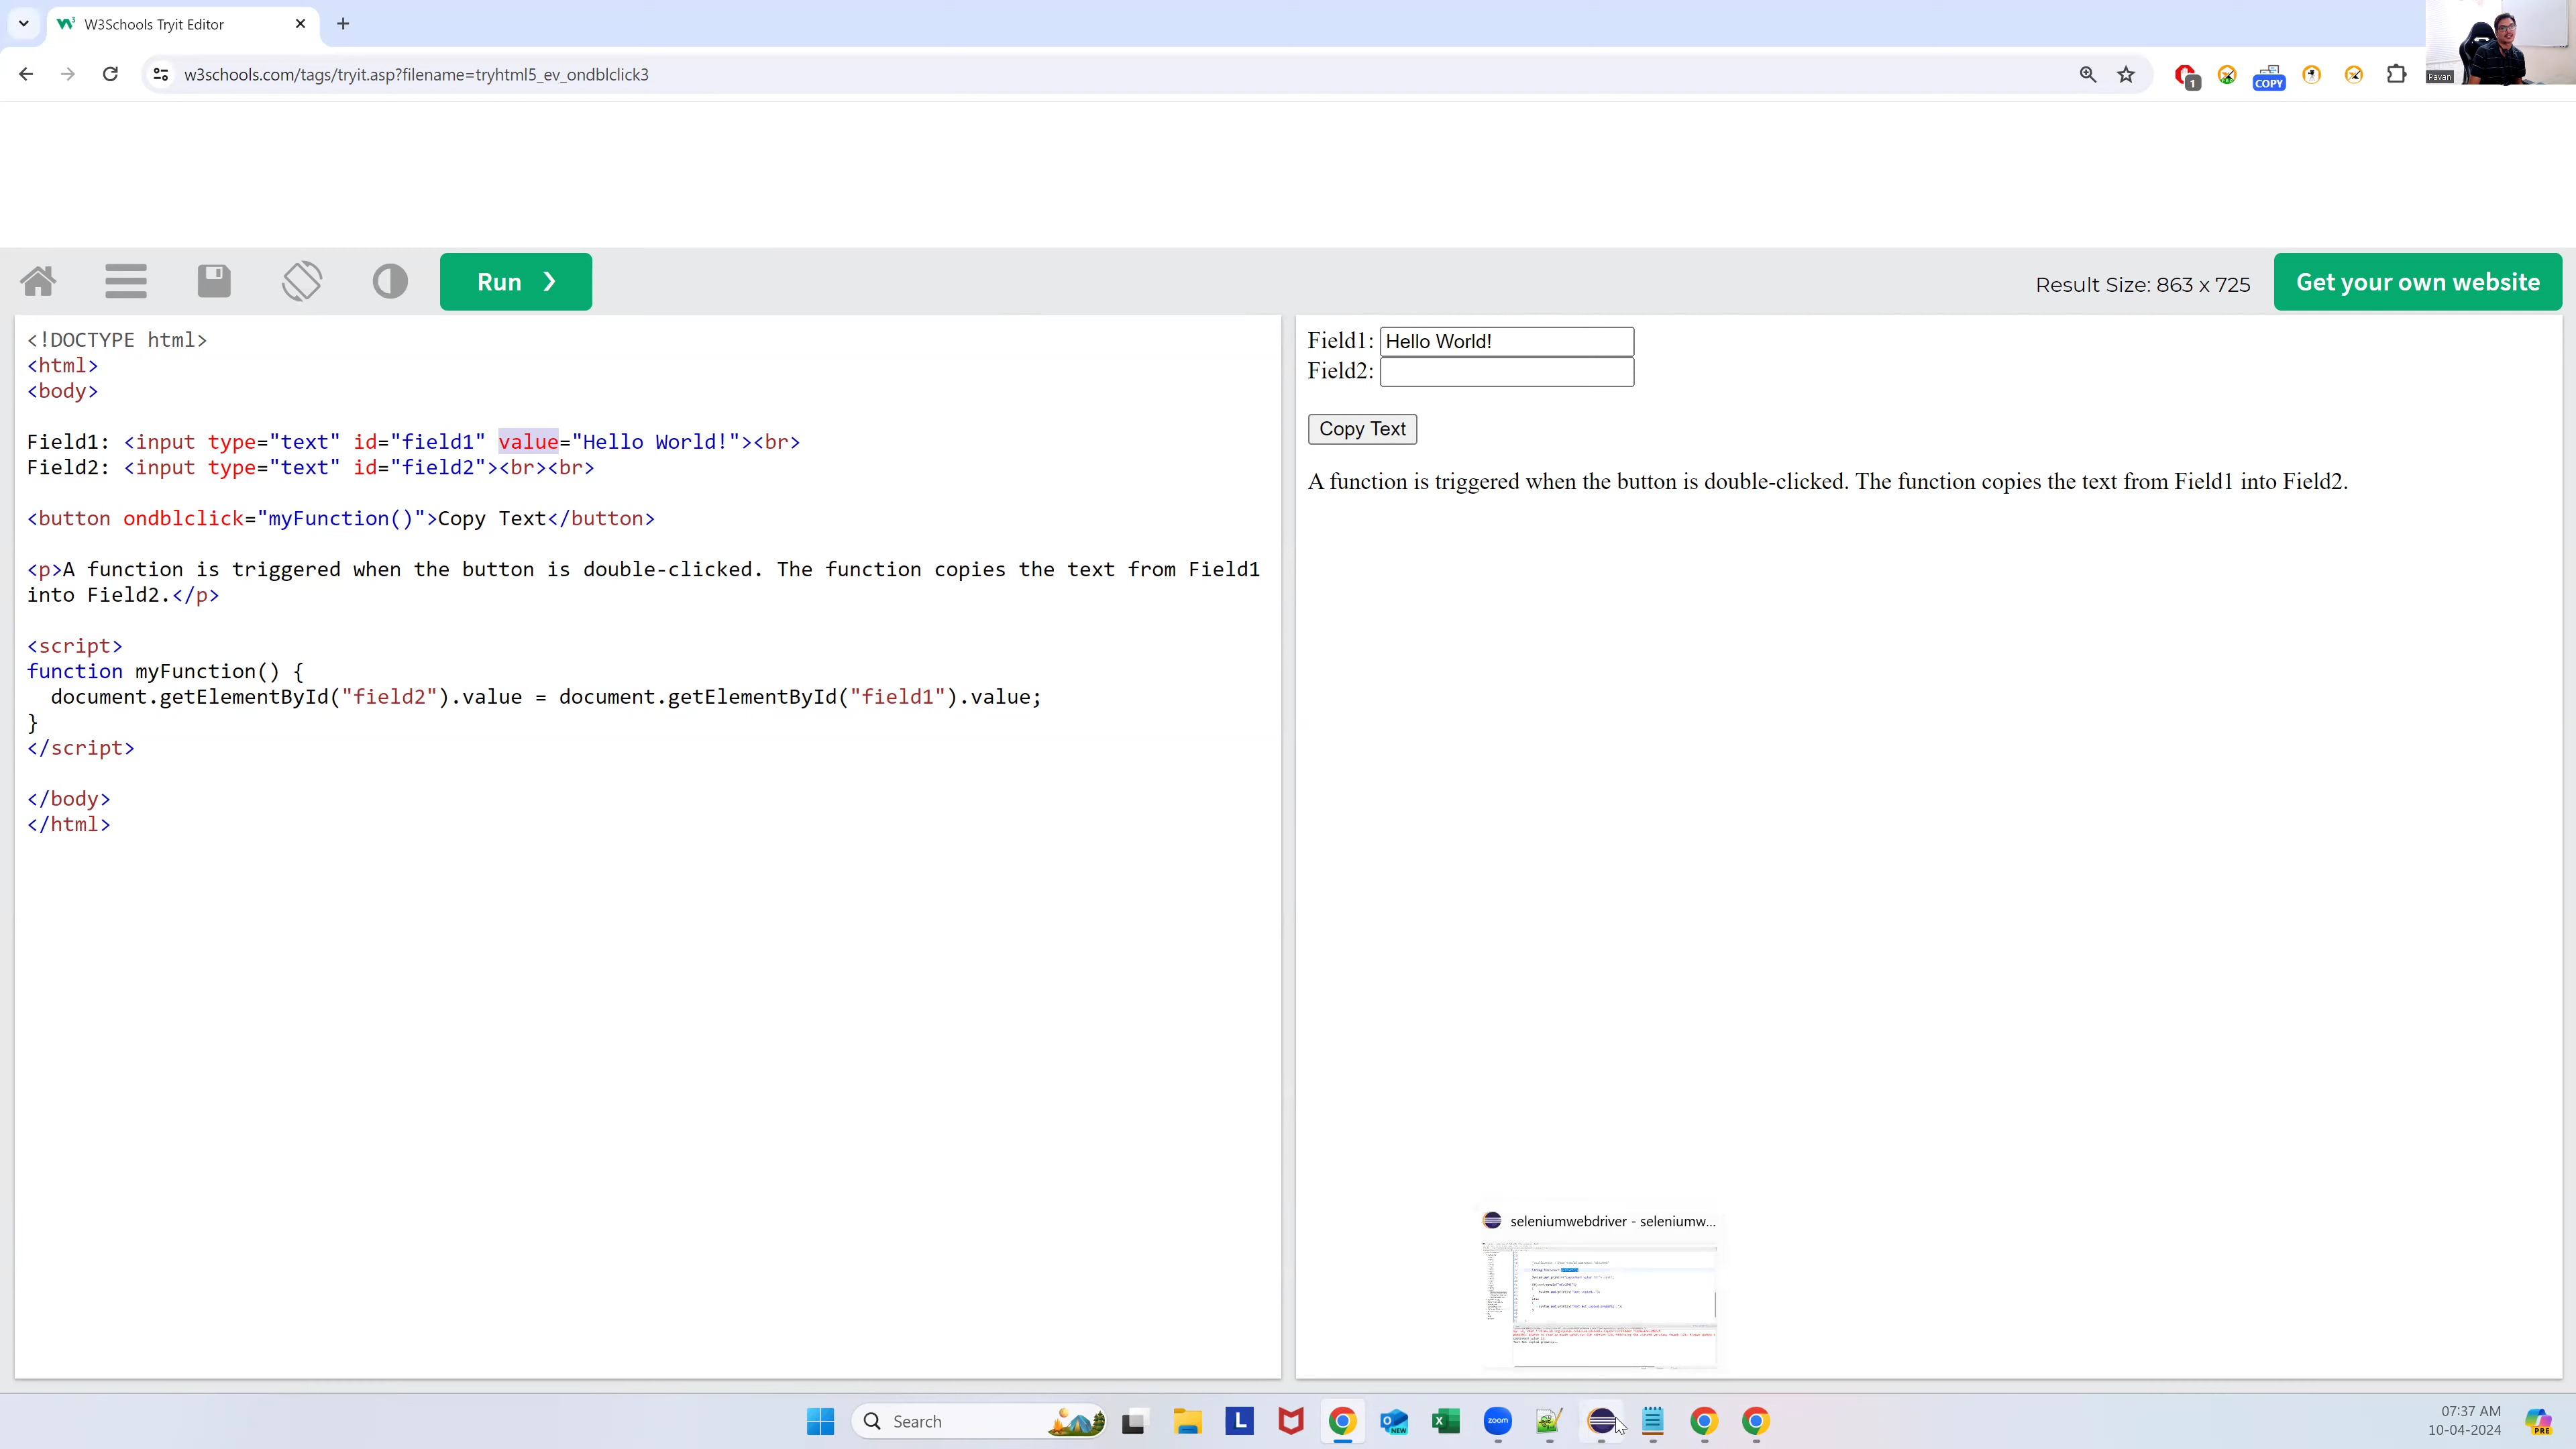 W3Schools Tryit Editor
w3schools.com/tags/tryit.asp?filename=tryhtml5_ev_ondblclick3
1
COPY
Pavan
Run ❯
Result Size: 863 x 725
Get your own website
<!DOCTYPE html>
<html>
<body>
Field1: <input type="text" id="field1" value="Hello World!"><br>
Field2: <input type="text" id="field2"><br><br>
<button ondblclick="myFunction()">Copy Text</button>
<p>A function is triggered when the button is double-clicked. The function copies the text from Field1
into Field2.</p>
<script>
function myFunction() {
document.getElementById("field2").value = document.getElementById("field1").value;
}
</script>
</body>
</html>
Field1: Hello World!
Field2:
Copy Text
A function is triggered when the button is double-clicked. The function copies the text from Field1 into Field2.
seleniumwebdriver - seleniumw...
Search
L
NEW
zoom
07:37 AM
10-04-2024
PRE